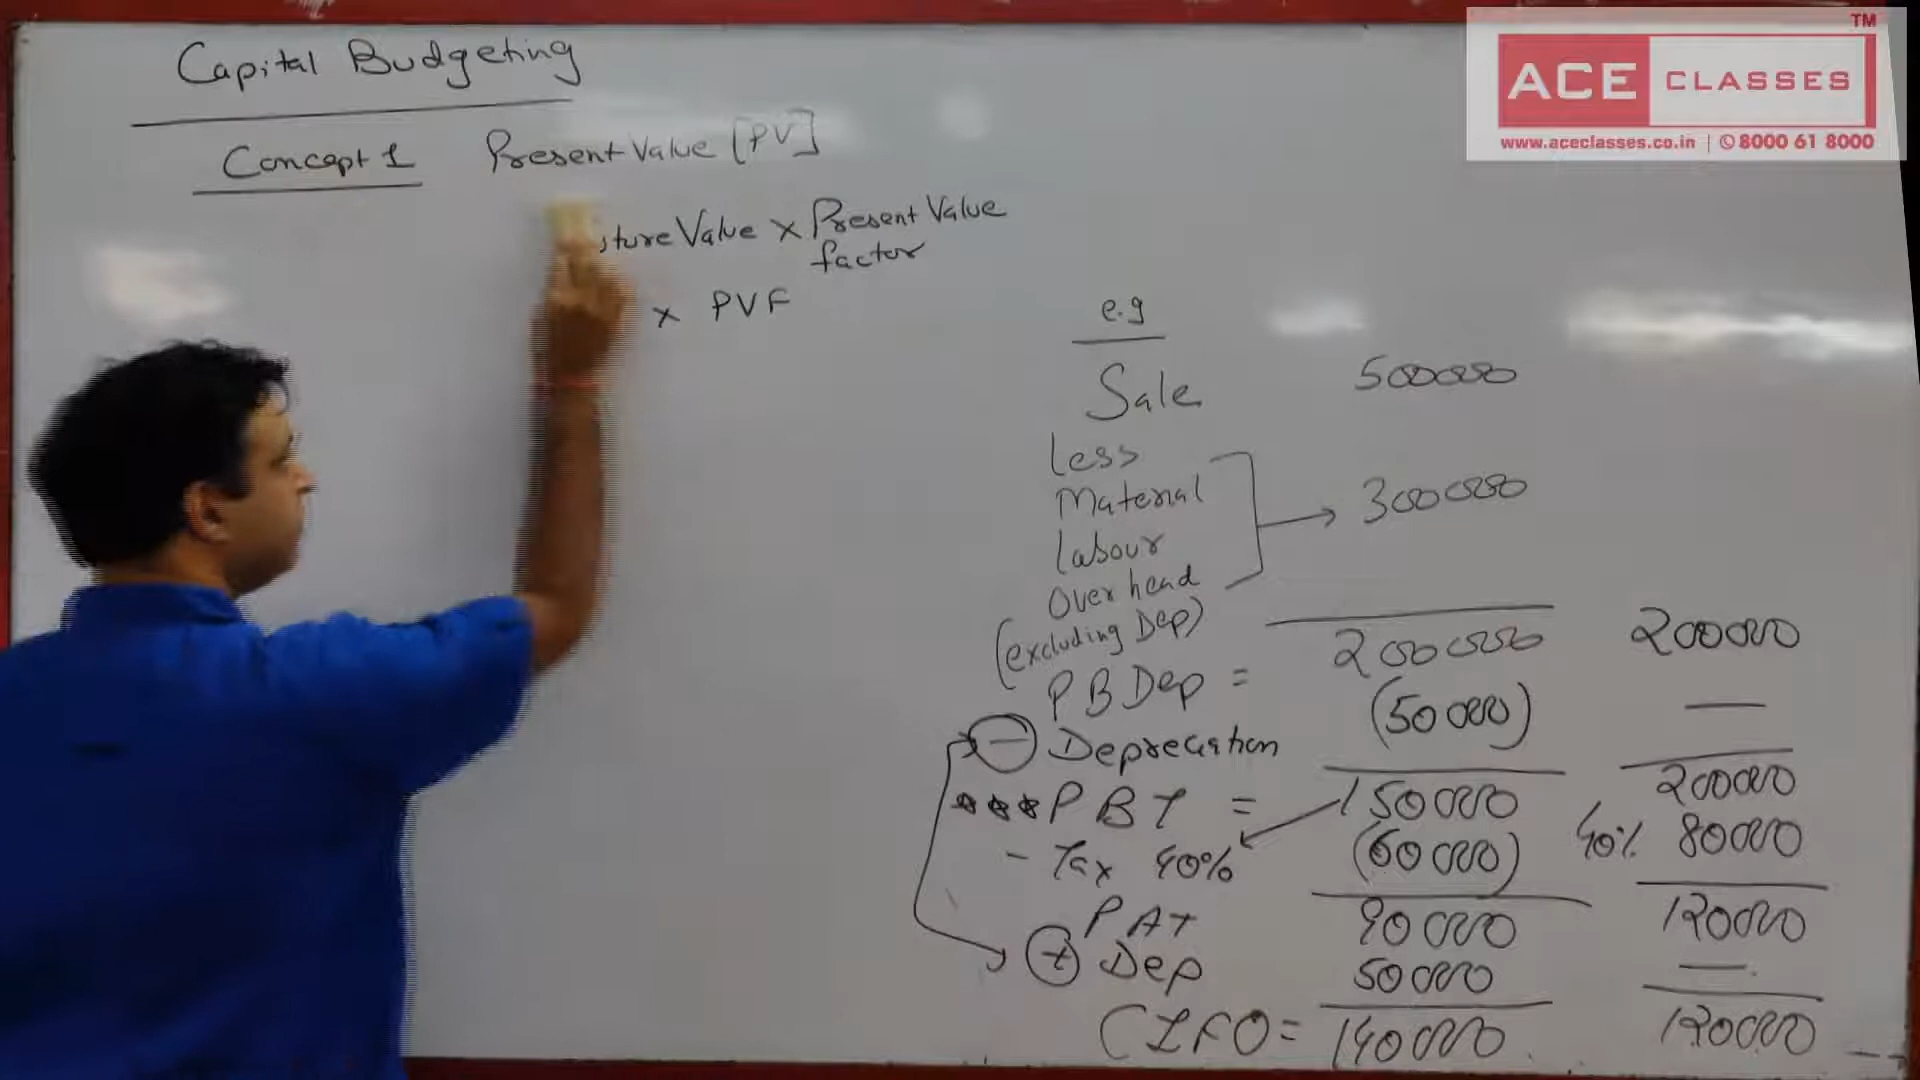 Capital Budgeting
Concept 1 Present Value [PV]
ture Value × Present Value
factor
× PVF
e.g
Sale 500000
less
Material
Labour → 300000
Overhead
(excluding Dep)
PBDep = 200000 200000
− Depreciation (50000) —
*** PBT = 150000 200000
- Tax 40% (60000) 40% 80000
PAT 90000 120000
+ Dep 50000 —
CIFO = 140000 120000
TM
ACE CLASSES
www.aceclasses.co.in | ✆ 8000 61 8000